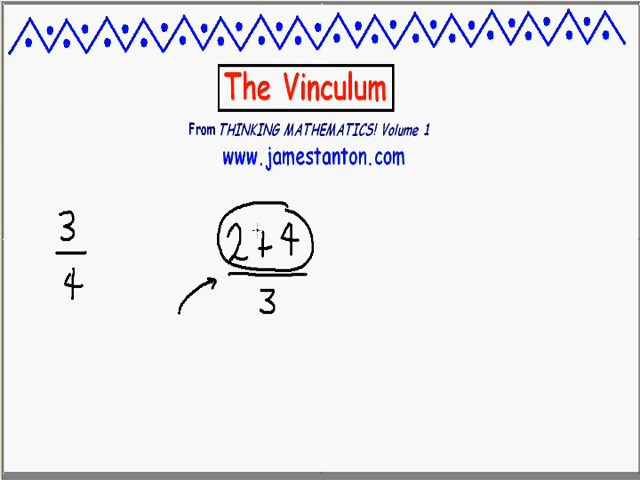 The Vinculum
From THINKING MATHEMATICS! Volume 1
www.jamestanton.com
3
4
2+4
3